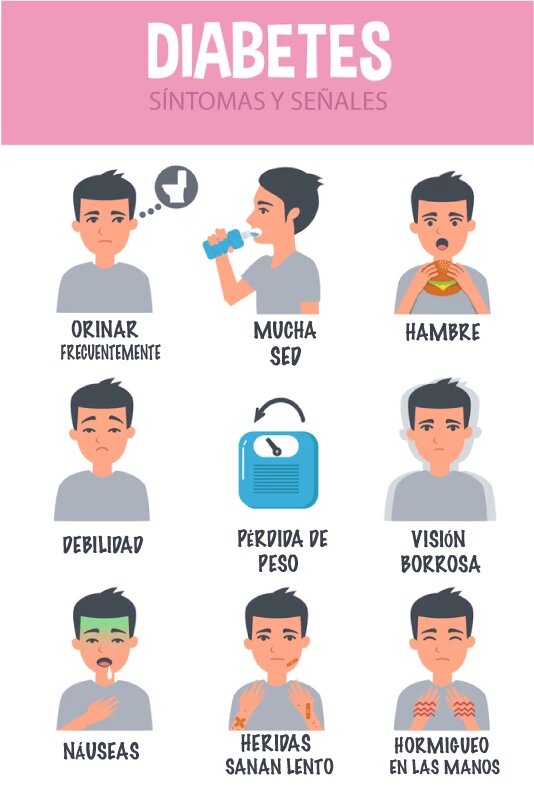 DIABETES
SÍNTOMAS Y SEÑALES
ORINAR
FRECUENTEMENTE
MUCHA
SED
HAMBRE
DEBILIDAD
PÉRDIDA DE
PESO
VISIÓN
BORROSA
NÁUSEAS
HERIDAS
SANAN LENTO
HORMIGUEO
EN LAS MANOS